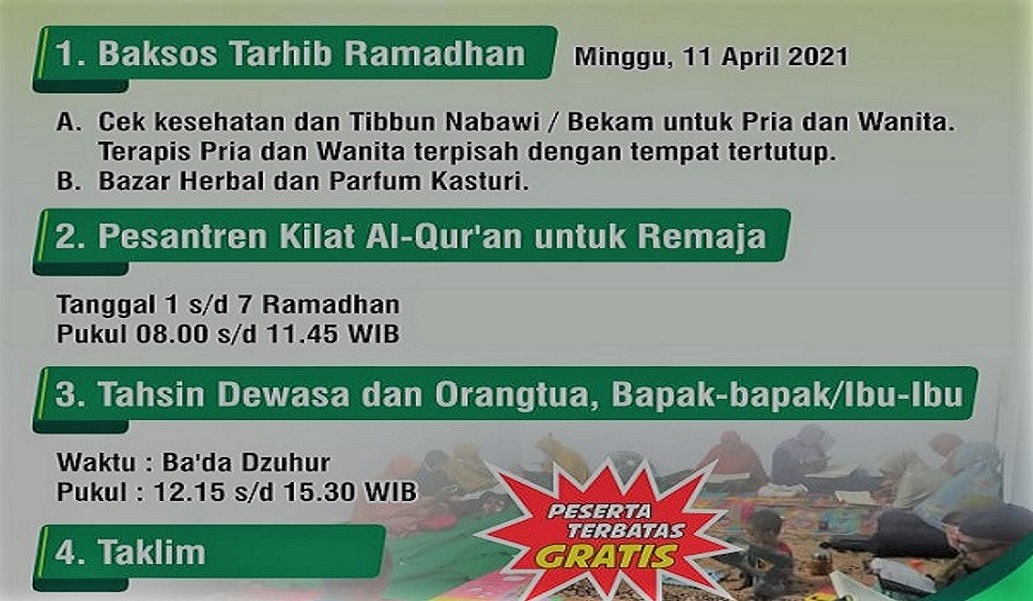 1. Baksos Tarhib Ramadhan Minggu, 11 April 2021
A. Cek kesehatan dan Tibbun Nabawi / Bekam untuk Pria dan Wanita.
Terapis Pria dan Wanita terpisah dengan tempat tertutup.
B. Bazar Herbal dan Parfum Kasturi.
2. Pesantren Kilat Al-Qur'an untuk Remaja
Tanggal 1 s/d 7 Ramadhan
Pukul 08.00 s/d 11.45 WIB
3. Tahsin Dewasa dan Orangtua, Bapak-bapak/Ibu-Ibu
Waktu : Ba'da Dzuhur
Pukul : 12.15 s/d 15.30 WIB
PESERTA
TERBATAS
GRATIS
4. Taklim